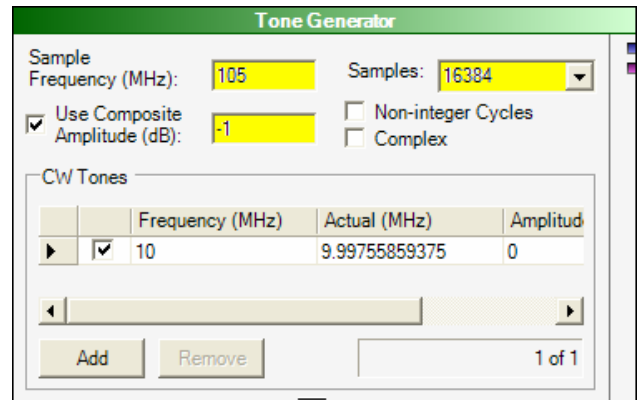 Tone Generator
Sample
Frequency (MHz): 105 Samples: 16384
Use Composite
Amplitude (dB): -1
Non-integer Cycles
Complex
CW Tones
Frequency (MHz) Actual (MHz) Amplitud
10 9.99755859375 0
Add Remove 1 of 1